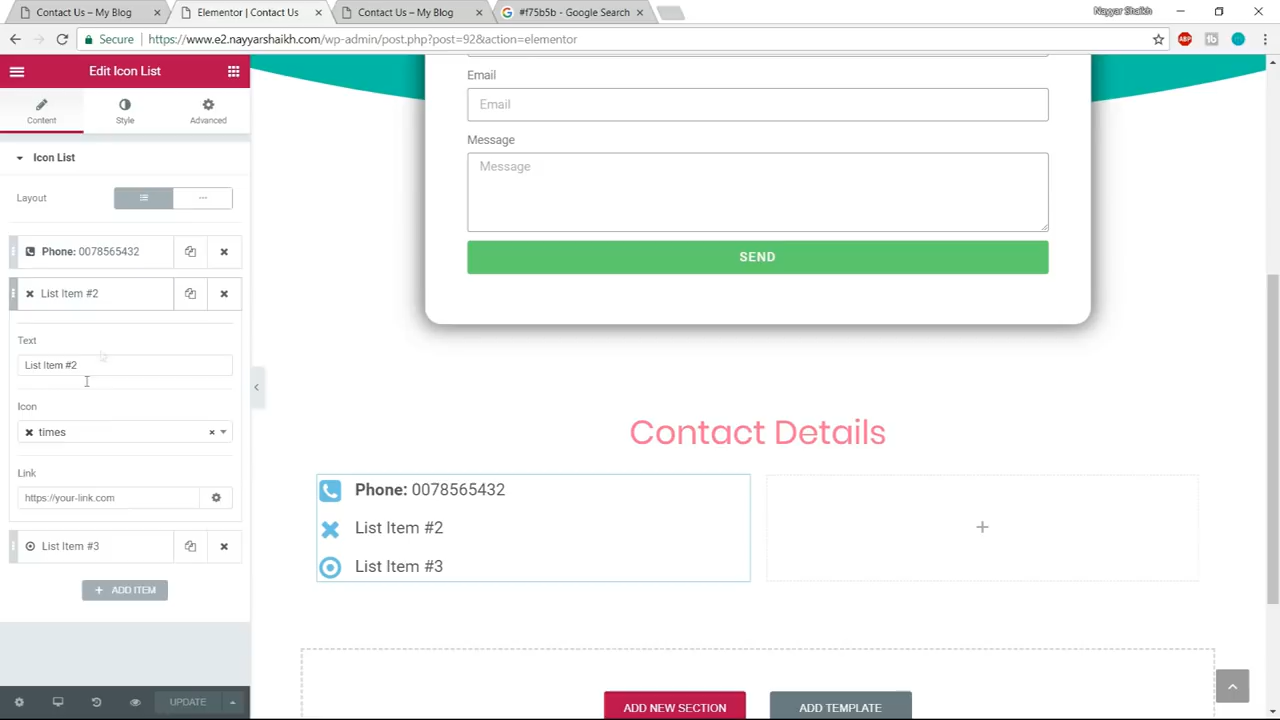 Contact Us – My Blog
Elementor | Contact Us
Contact Us – My Blog
#f75b5b - Google Search
Nayyar Shaikh
Secure
https://www.e2.nayyarshaikh.com/wp-admin/post.php?post=92&action=elementor
ABP
Edit Icon List
Content
Style
Advanced
Icon List
Layout
Phone: 0078565432
List Item #2
Text
List Item #2
Icon
times
Link
https://your-link.com
List Item #3
ADD ITEM
UPDATE
Email
Email
Message
Message
SEND
Contact Details
Phone: 0078565432
List Item #2
List Item #3
ADD NEW SECTION
ADD TEMPLATE